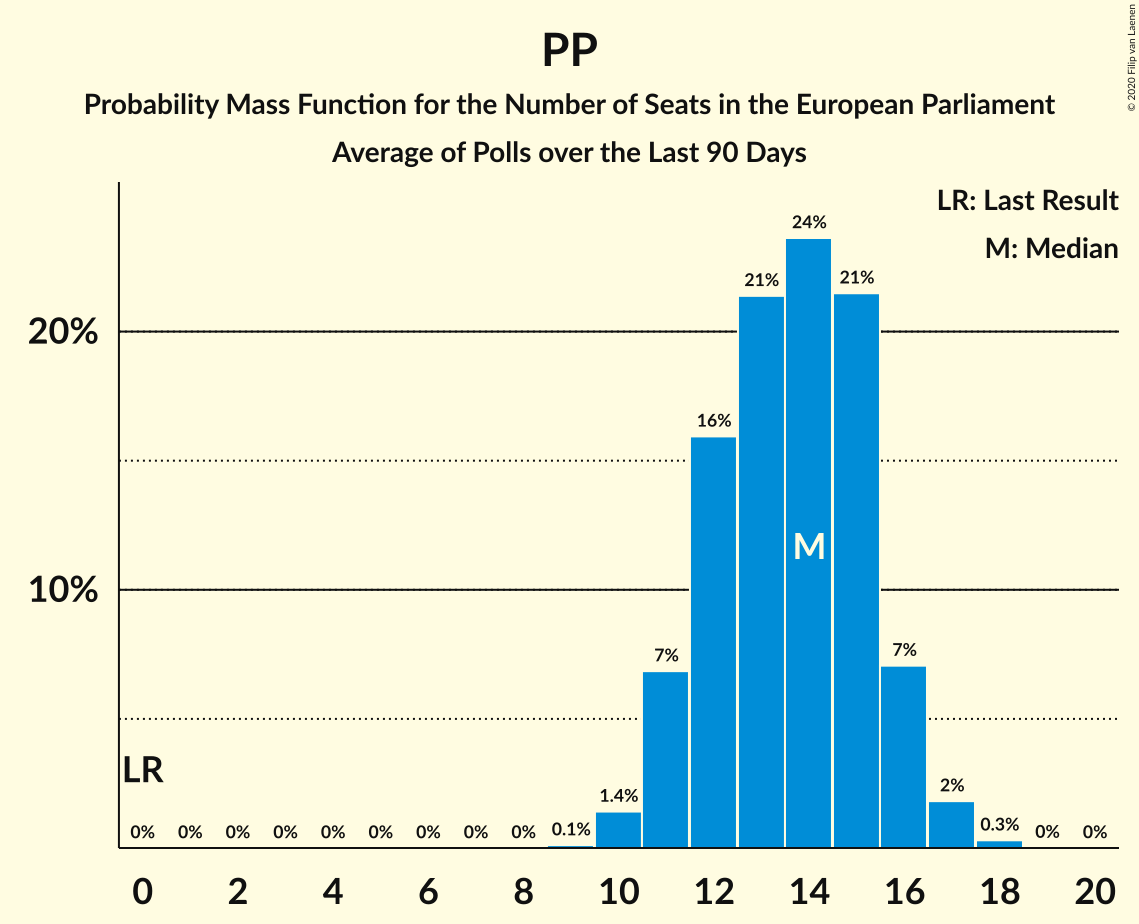 PP
Probability Mass Function for the Number of Seats in the European Parliament
Average of Polls over the Last 90 Days
© 2020 Filip van Laenen
LR: Last Result
M: Median
20%
10%
LR
M
0% 0% 0% 0% 0% 0% 0% 0% 0% 0.1% 1.4% 7% 16% 21% 24% 21% 7% 2% 0.3% 0% 0%
0 2 4 6 8 10 12 14 16 18 20